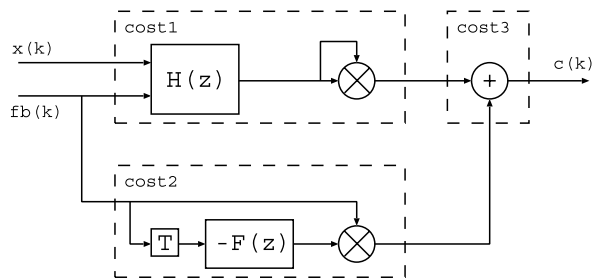 cost1
cost3
x(k)
c(k)
H(z)
+
fb(k)
cost2
T
-F(z)